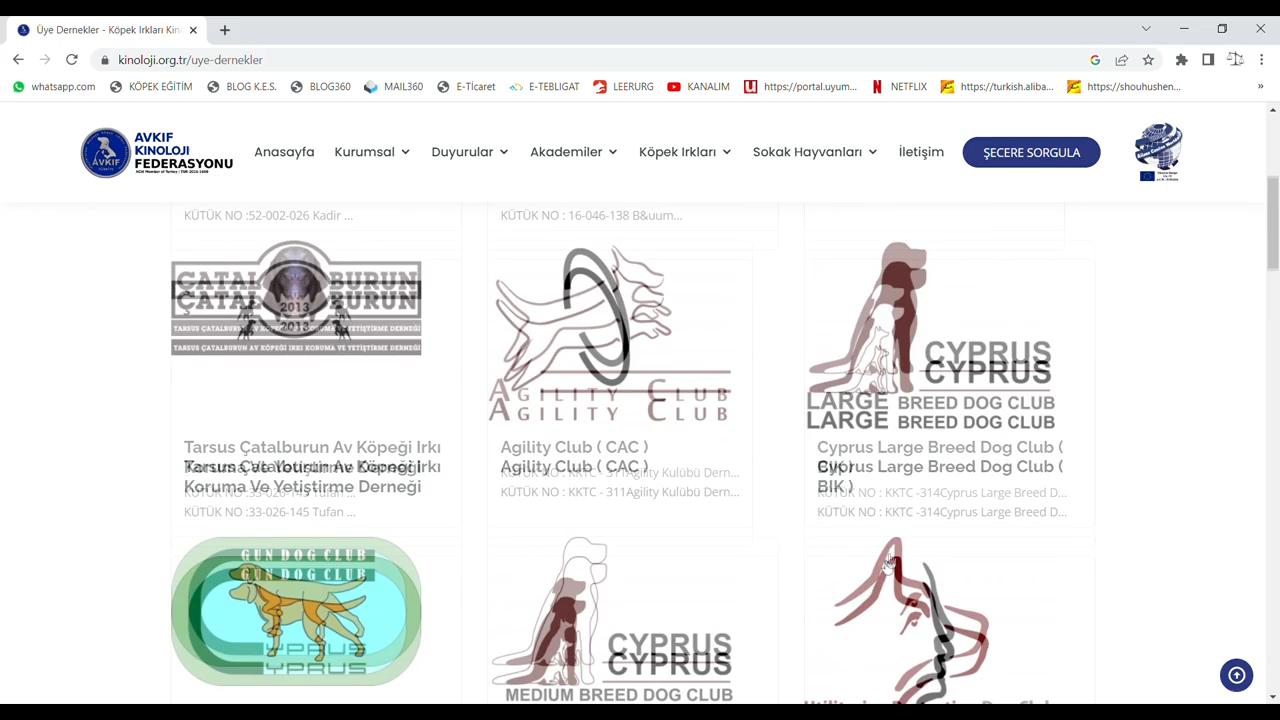 Üye Dernekler - Köpek Irkları Kin
kinoloji.org.tr/uye-dernekler
whatsapp.com KÖPEK EĞİTİM BLOG K.E.S. BLOG360 MAIL360 E-Ticaret E-TEBLIGAT LEERURG KANALIM https://portal.uyum... NETFLIX https://turkish.aliba... https://shouhushen... »
AVKIF
KINOLOJI
FEDERASYONU
AVKIF
Anasayfa Kurumsal Duyurular Akademiler Köpek Irkları Sokak Hayvanları İletişim ŞECERE SORGULA
KÜTÜK NO :52-002-026 Kadir ...
KÜTÜK NO : 16-046-138 B&uum...
ÇATAL BURUN
2013
TARSUS ÇATALBURUN AV KÖPEĞİ IRKI KORUMA VE YETİŞTİRME DERNEĞİ
AGILITY CLUB
CYPRUS
LARGE BREED DOG CLUB
Tarsus Çatalburun Av Köpeği Irkı
Koruma Ve Yetiştirme Derneği
KÜTÜK NO :33-026-145 Tufan ...
Agility Club ( CAC )
KÜTÜK NO : KKTC - 311Agility Kulübü Dern...
Cyprus Large Breed Dog Club (
BIK )
KÜTÜK NO : KKTC -314Cyprus Large Breed D...
GUN DOG CLUB
YPRUS
CYPRUS
MEDIUM BREED DOG CLUB